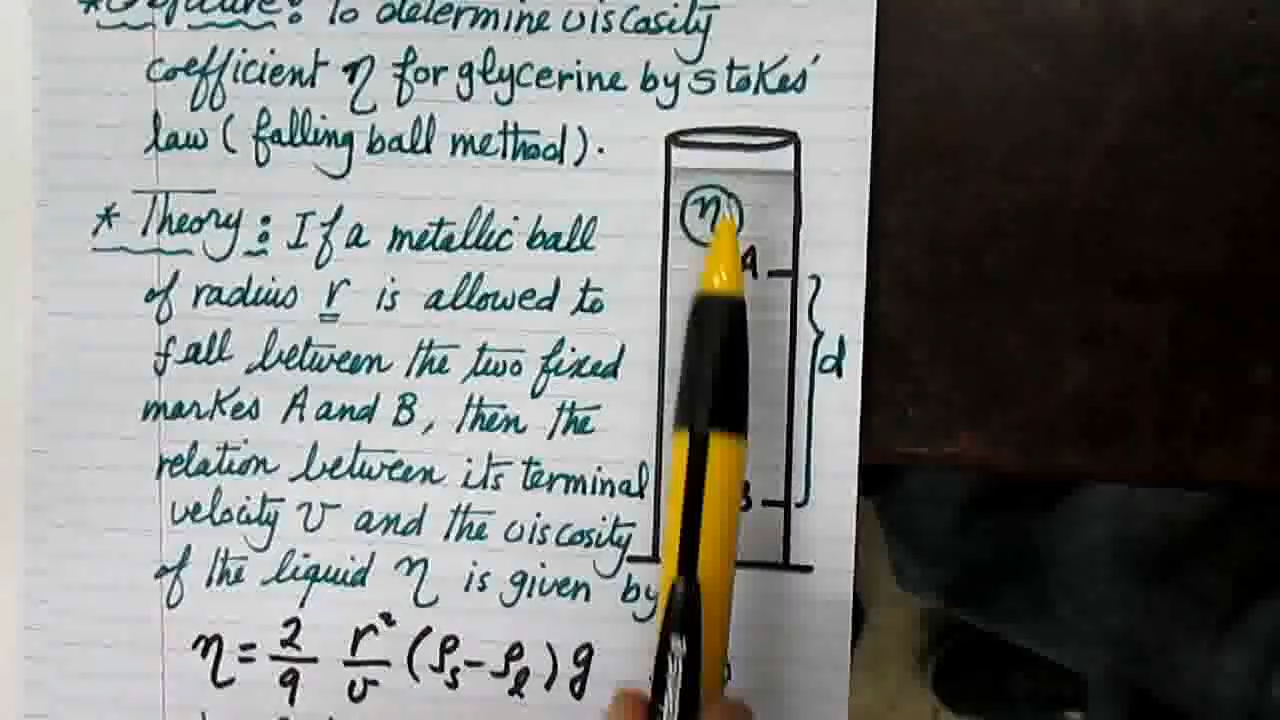 *Objective: To determine viscosity
coefficient η for glycerine by Stokes'
law (falling ball method).
* Theory: If a metallic ball
of radius r is allowed to
fall between the two fixed
markes A and B, then the
relation between its terminal
velocity v and the viscosity
of the liquid η is given by
η = 2/9 r²/v (ρs - ρl) g
η
A
d
B